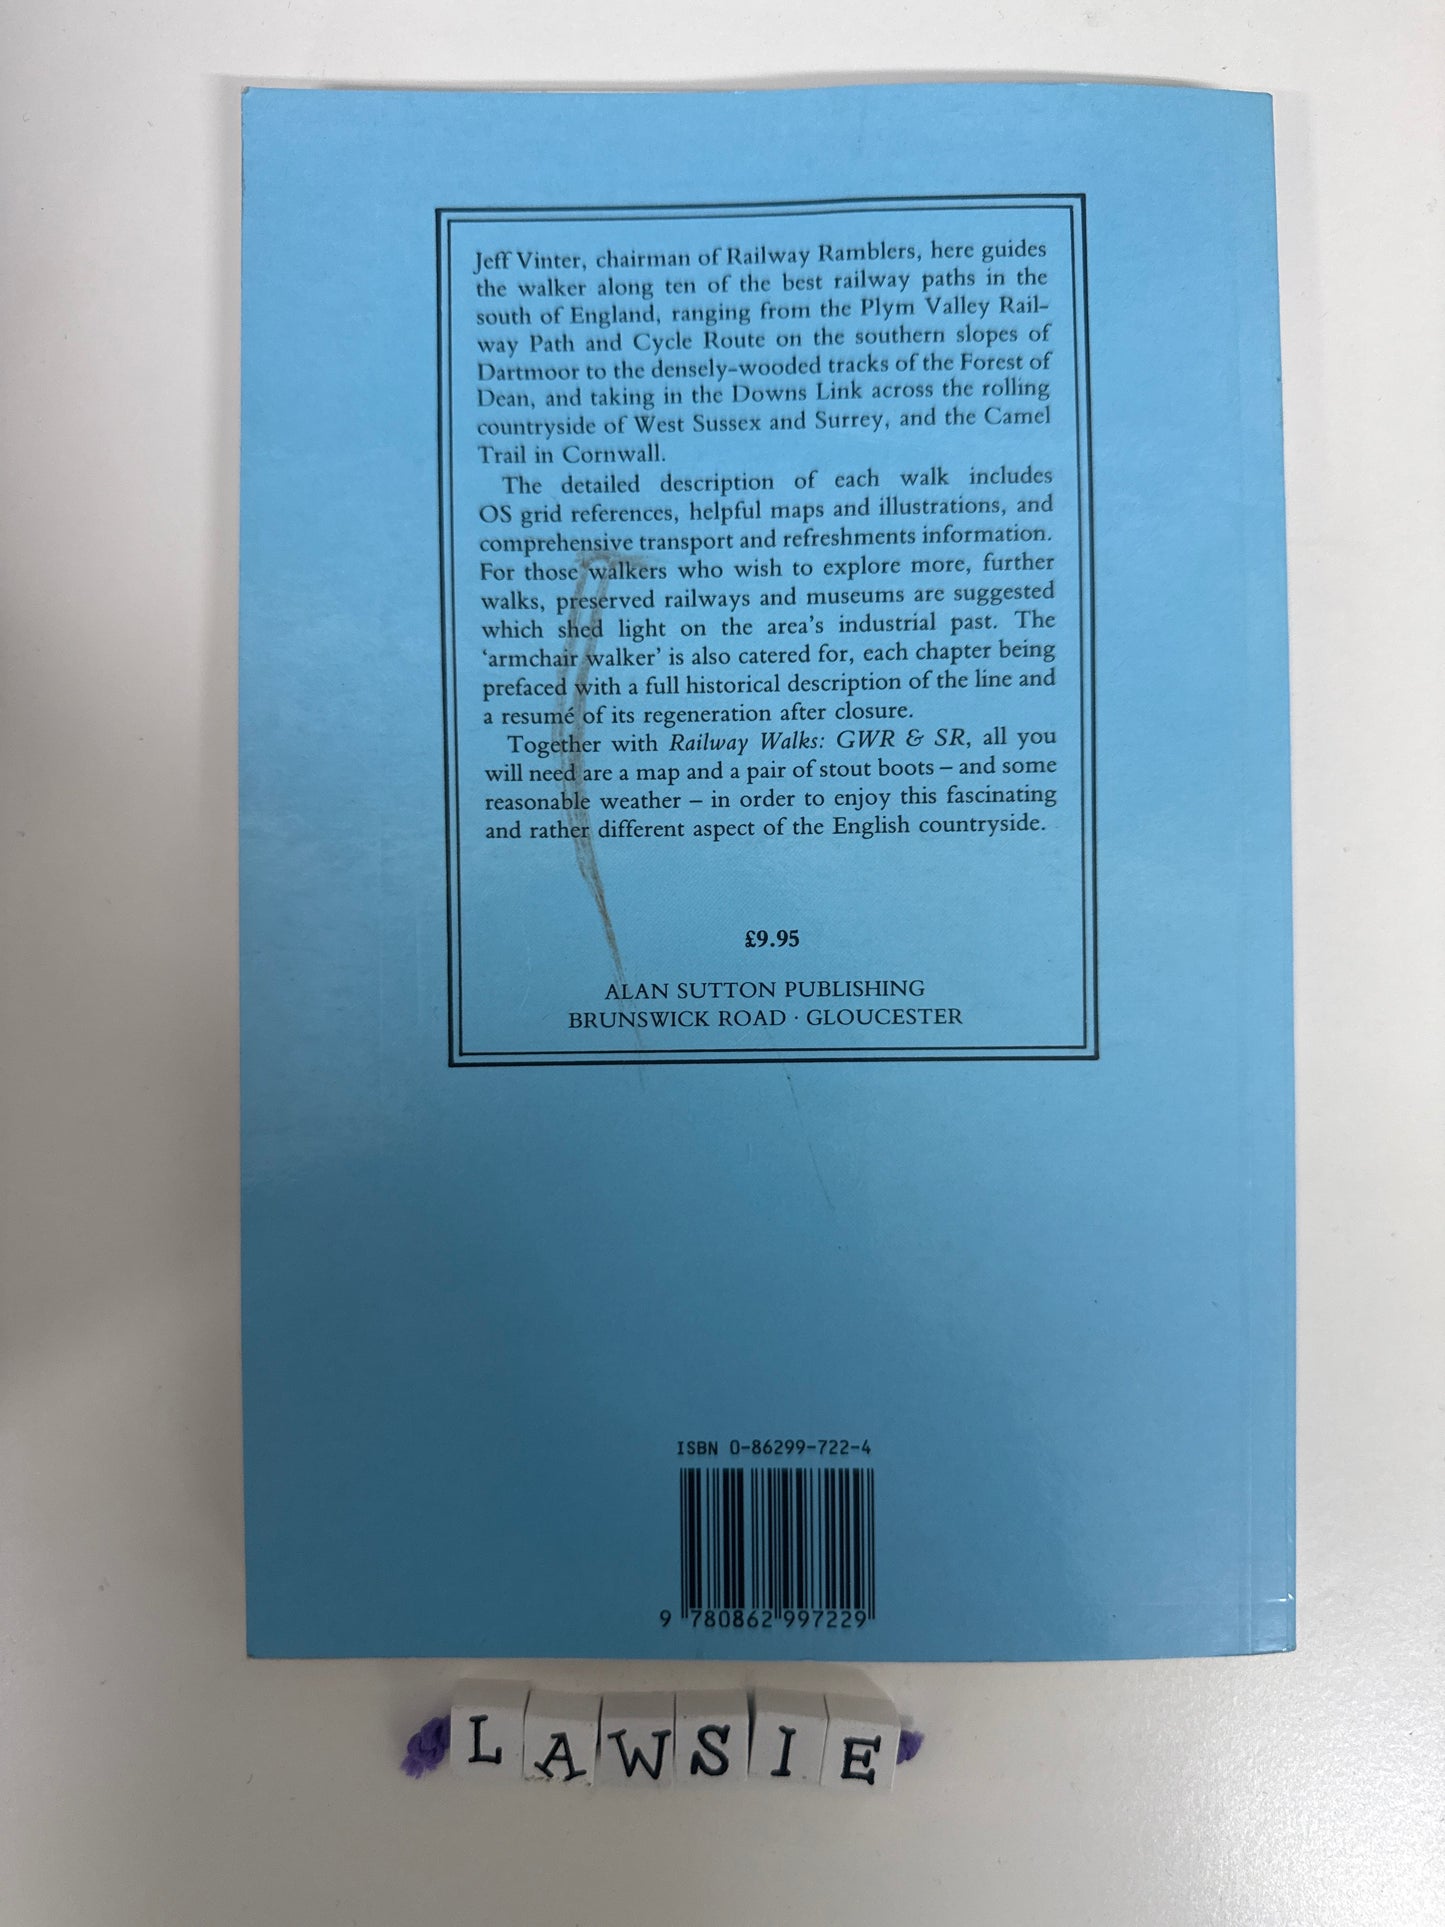 Jeff Vinter, chairman of Railway Ramblers, here guides
the walker along ten of the best railway paths in the
south of England, ranging from the Plym Valley Rail-
way Path and Cycle Route on the southern slopes of
Dartmoor to the densely-wooded tracks of the Forest of
Dean, and taking in the Downs Link across the rolling
countryside of West Sussex and Surrey, and the Camel
Trail in Cornwall.
The detailed description of each walk includes
OS grid references, helpful maps and illustrations, and
comprehensive transport and refreshments information.
For those walkers who wish to explore more, further
walks, preserved railways and museums are suggested
which shed light on the area's industrial past. The
'armchair walker' is also catered for, each chapter being
prefaced with a full historical description of the line and
a resumé of its regeneration after closure.
Together with Railway Walks: GWR & SR, all you
will need are a map and a pair of stout boots – and some
reasonable weather – in order to enjoy this fascinating
and rather different aspect of the English countryside.
£9.95
ALAN SUTTON PUBLISHING
BRUNSWICK ROAD · GLOUCESTER
ISBN 0-86299-722-4
9 780862 997229
LAWSIE